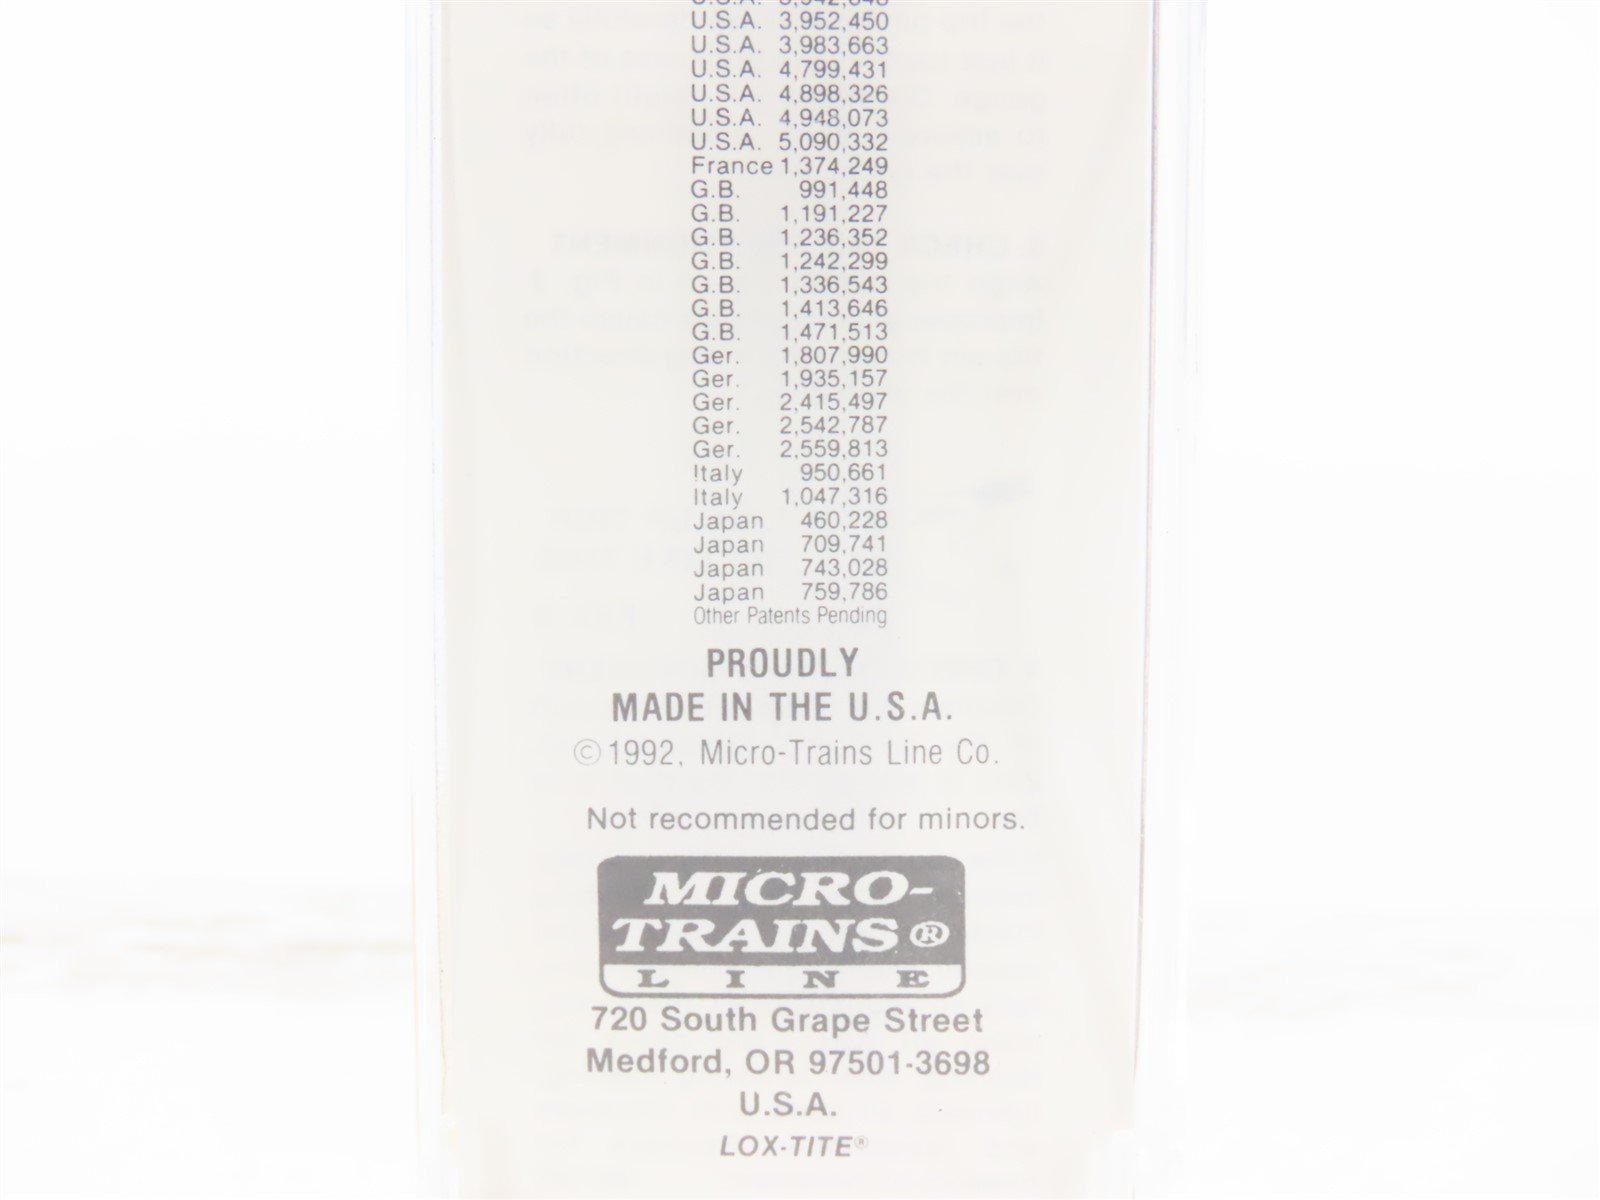 U.S.A. 3,942,648
U.S.A. 3,952,450
U.S.A. 3,983,663
U.S.A. 4,799,431
U.S.A. 4,898,326
U.S.A. 4,948,073
U.S.A. 5,090,332
France 1,374,249
G.B. 991,448
G.B. 1,191,227
G.B. 1,236,352
G.B. 1,242,299
G.B. 1,336,543
G.B. 1,413,646
G.B. 1,471,513
Ger. 1,807,990
Ger. 1,935,157
Ger. 2,415,497
Ger. 2,542,787
Ger. 2,559,813
Italy 950,661
Italy 1,047,316
Japan 460,228
Japan 709,741
Japan 743,028
Japan 759,786
Other Patents Pending
PROUDLY
MADE IN THE U.S.A.
©1992, Micro-Trains Line Co.
Not recommended for minors.
MICRO-
TRAINS®
LINE
720 South Grape Street
Medford, OR 97501-3698
U.S.A.
LOX-TITE®